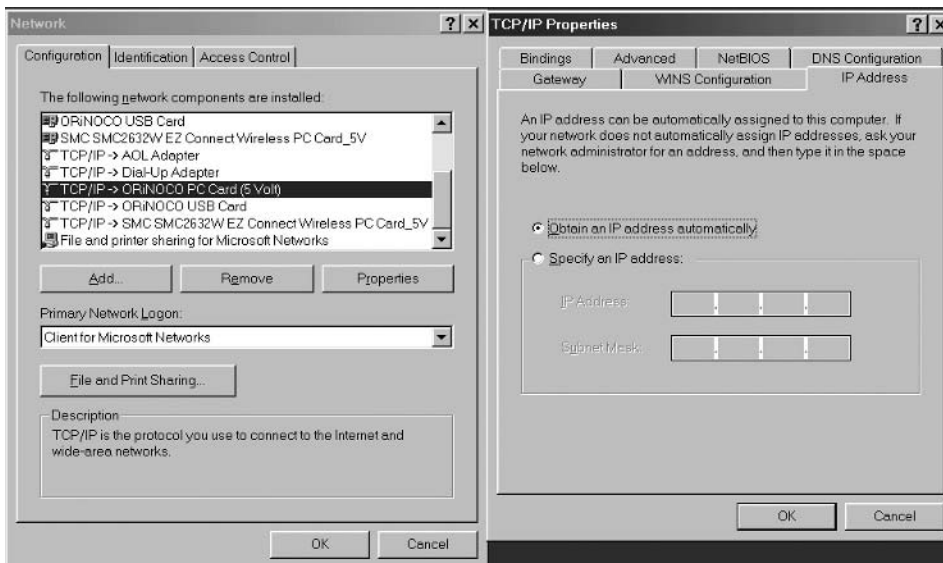 Network
Configuration Identification Access Control
The following network components are installed:
ORiNOCO USB Card
SMC SMC2632W EZ Connect Wireless PC Card_5V
TCP/IP -> AOL Adapter
TCP/IP -> Dial-Up Adapter
TCP/IP -> ORiNOCO PC Card (5 Volt)
TCP/IP -> ORiNOCO USB Card
TCP/IP -> SMC SMC2632W EZ Connect Wireless PC Card_5V
File and printer sharing for Microsoft Networks
Add... Remove Properties
Primary Network Logon:
Client for Microsoft Networks
File and Print Sharing...
Description
TCP/IP is the protocol you use to connect to the Internet and
wide-area networks.
OK Cancel
TCP/IP Properties
Bindings Advanced NetBIOS DNS Configuration
Gateway WINS Configuration IP Address
An IP address can be automatically assigned to this computer. If
your network does not automatically assign IP addresses, ask your
network administrator for an address, and then type it in the space
below.
Obtain an IP address automatically
Specify an IP address:
IP Address:
Subnet Mask:
OK Cancel